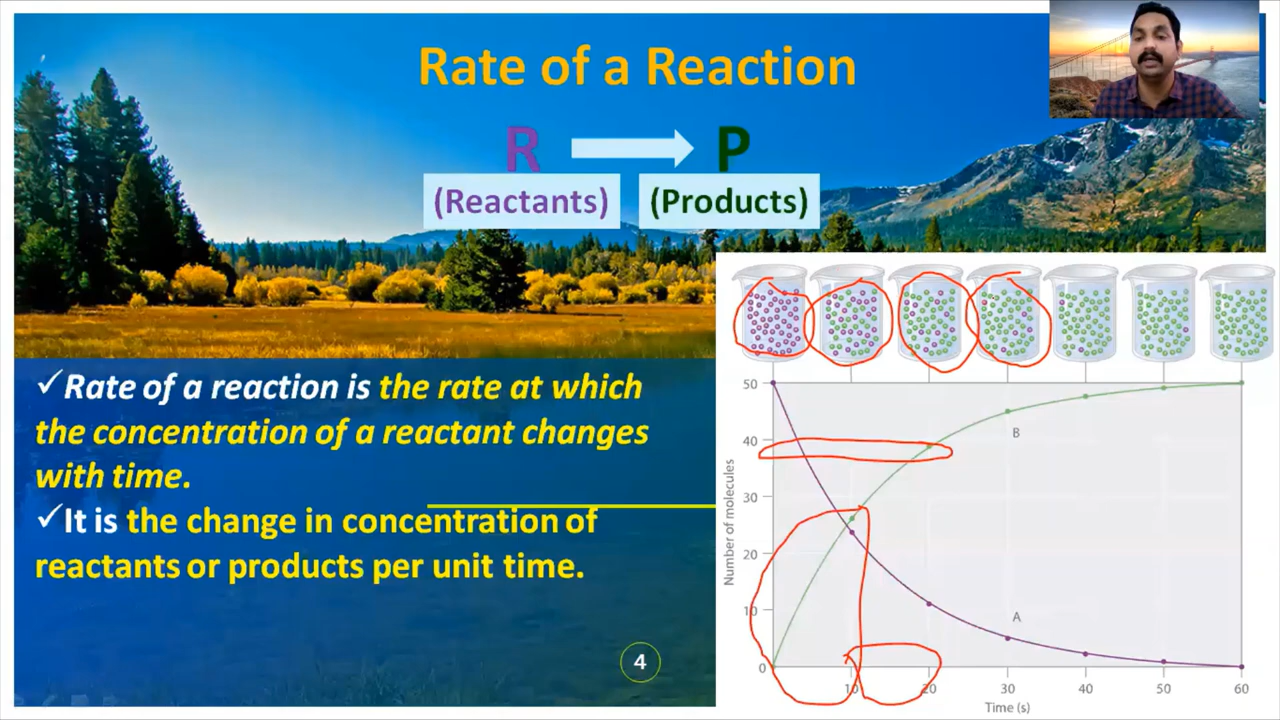 Rate of a Reaction
R P
(Reactants) (Products)
✓Rate of a reaction is the rate at which
the concentration of a reactant changes
with time.
✓It is the change in concentration of
reactants or products per unit time.
4
Number of molecules
50
40
30
20
10
0
B
A
10 20 30 40 50 60
Time (s)